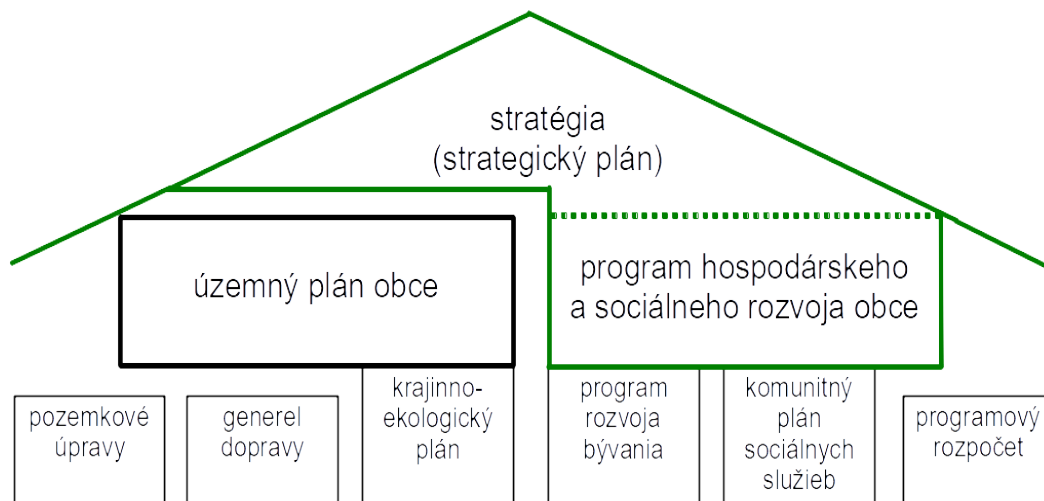 stratégia
(strategický plán)
územný plán obce
program hospodárskeho
a sociálneho rozvoja obce
pozemkové
úpravy
generel
dopravy
krajinno-
ekologický
plán
program
rozvoja
bývania
komunitný
plán
sociálnych
služieb
programový
rozpočet